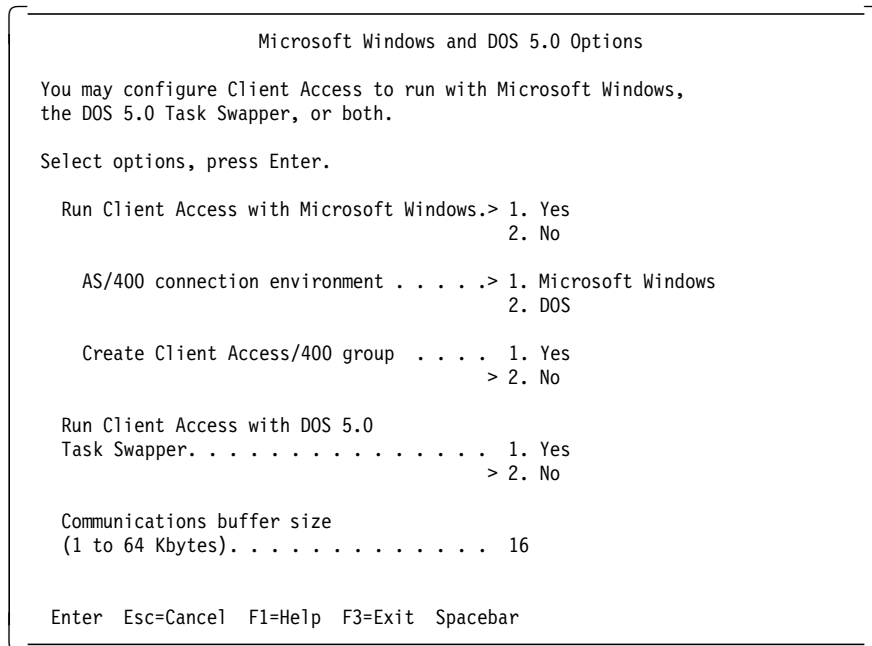 Microsoft Windows and DOS 5.0 Options
You may configure Client Access to run with Microsoft Windows,
the DOS 5.0 Task Swapper, or both.
Select options, press Enter.
Run Client Access with Microsoft Windows.> 1. Yes
2. No
AS/400 connection environment . . . . .> 1. Microsoft Windows
2. DOS
Create Client Access/400 group . . . . 1. Yes
> 2. No
Run Client Access with DOS 5.0
Task Swapper. . . . . . . . . . . . . . . 1. Yes
> 2. No
Communications buffer size
(1 to 64 Kbytes). . . . . . . . . . . . . 16
Enter Esc=Cancel F1=Help F3=Exit Spacebar